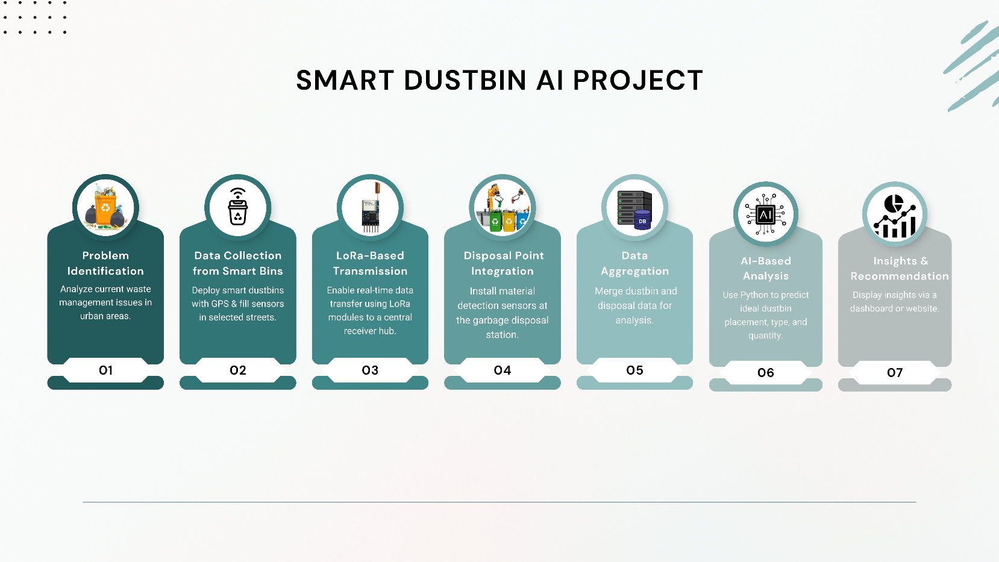 SMART DUSTBIN AI PROJECT
Problem
Identification
Analyze current waste
management issues in
urban areas.
01
Data Collection
from Smart Bins
Deploy smart dustbins
with GPS & fill sensors
in selected streets.
02
LoRa-Based
Transmission
Enable real-time data
transfer using LoRa
modules to a central
receiver hub.
03
Disposal Point
Integration
Install material
detection sensors at
the garbage disposal
station.
04
DB
Data
Aggregation
Merge dustbin and
disposal data for
analysis.
05
AI
AI-Based
Analysis
Use Python to predict
ideal dustbin
placement, type, and
quantity.
06
Insights &
Recommendation
Display insights via a
dashboard or website.
07